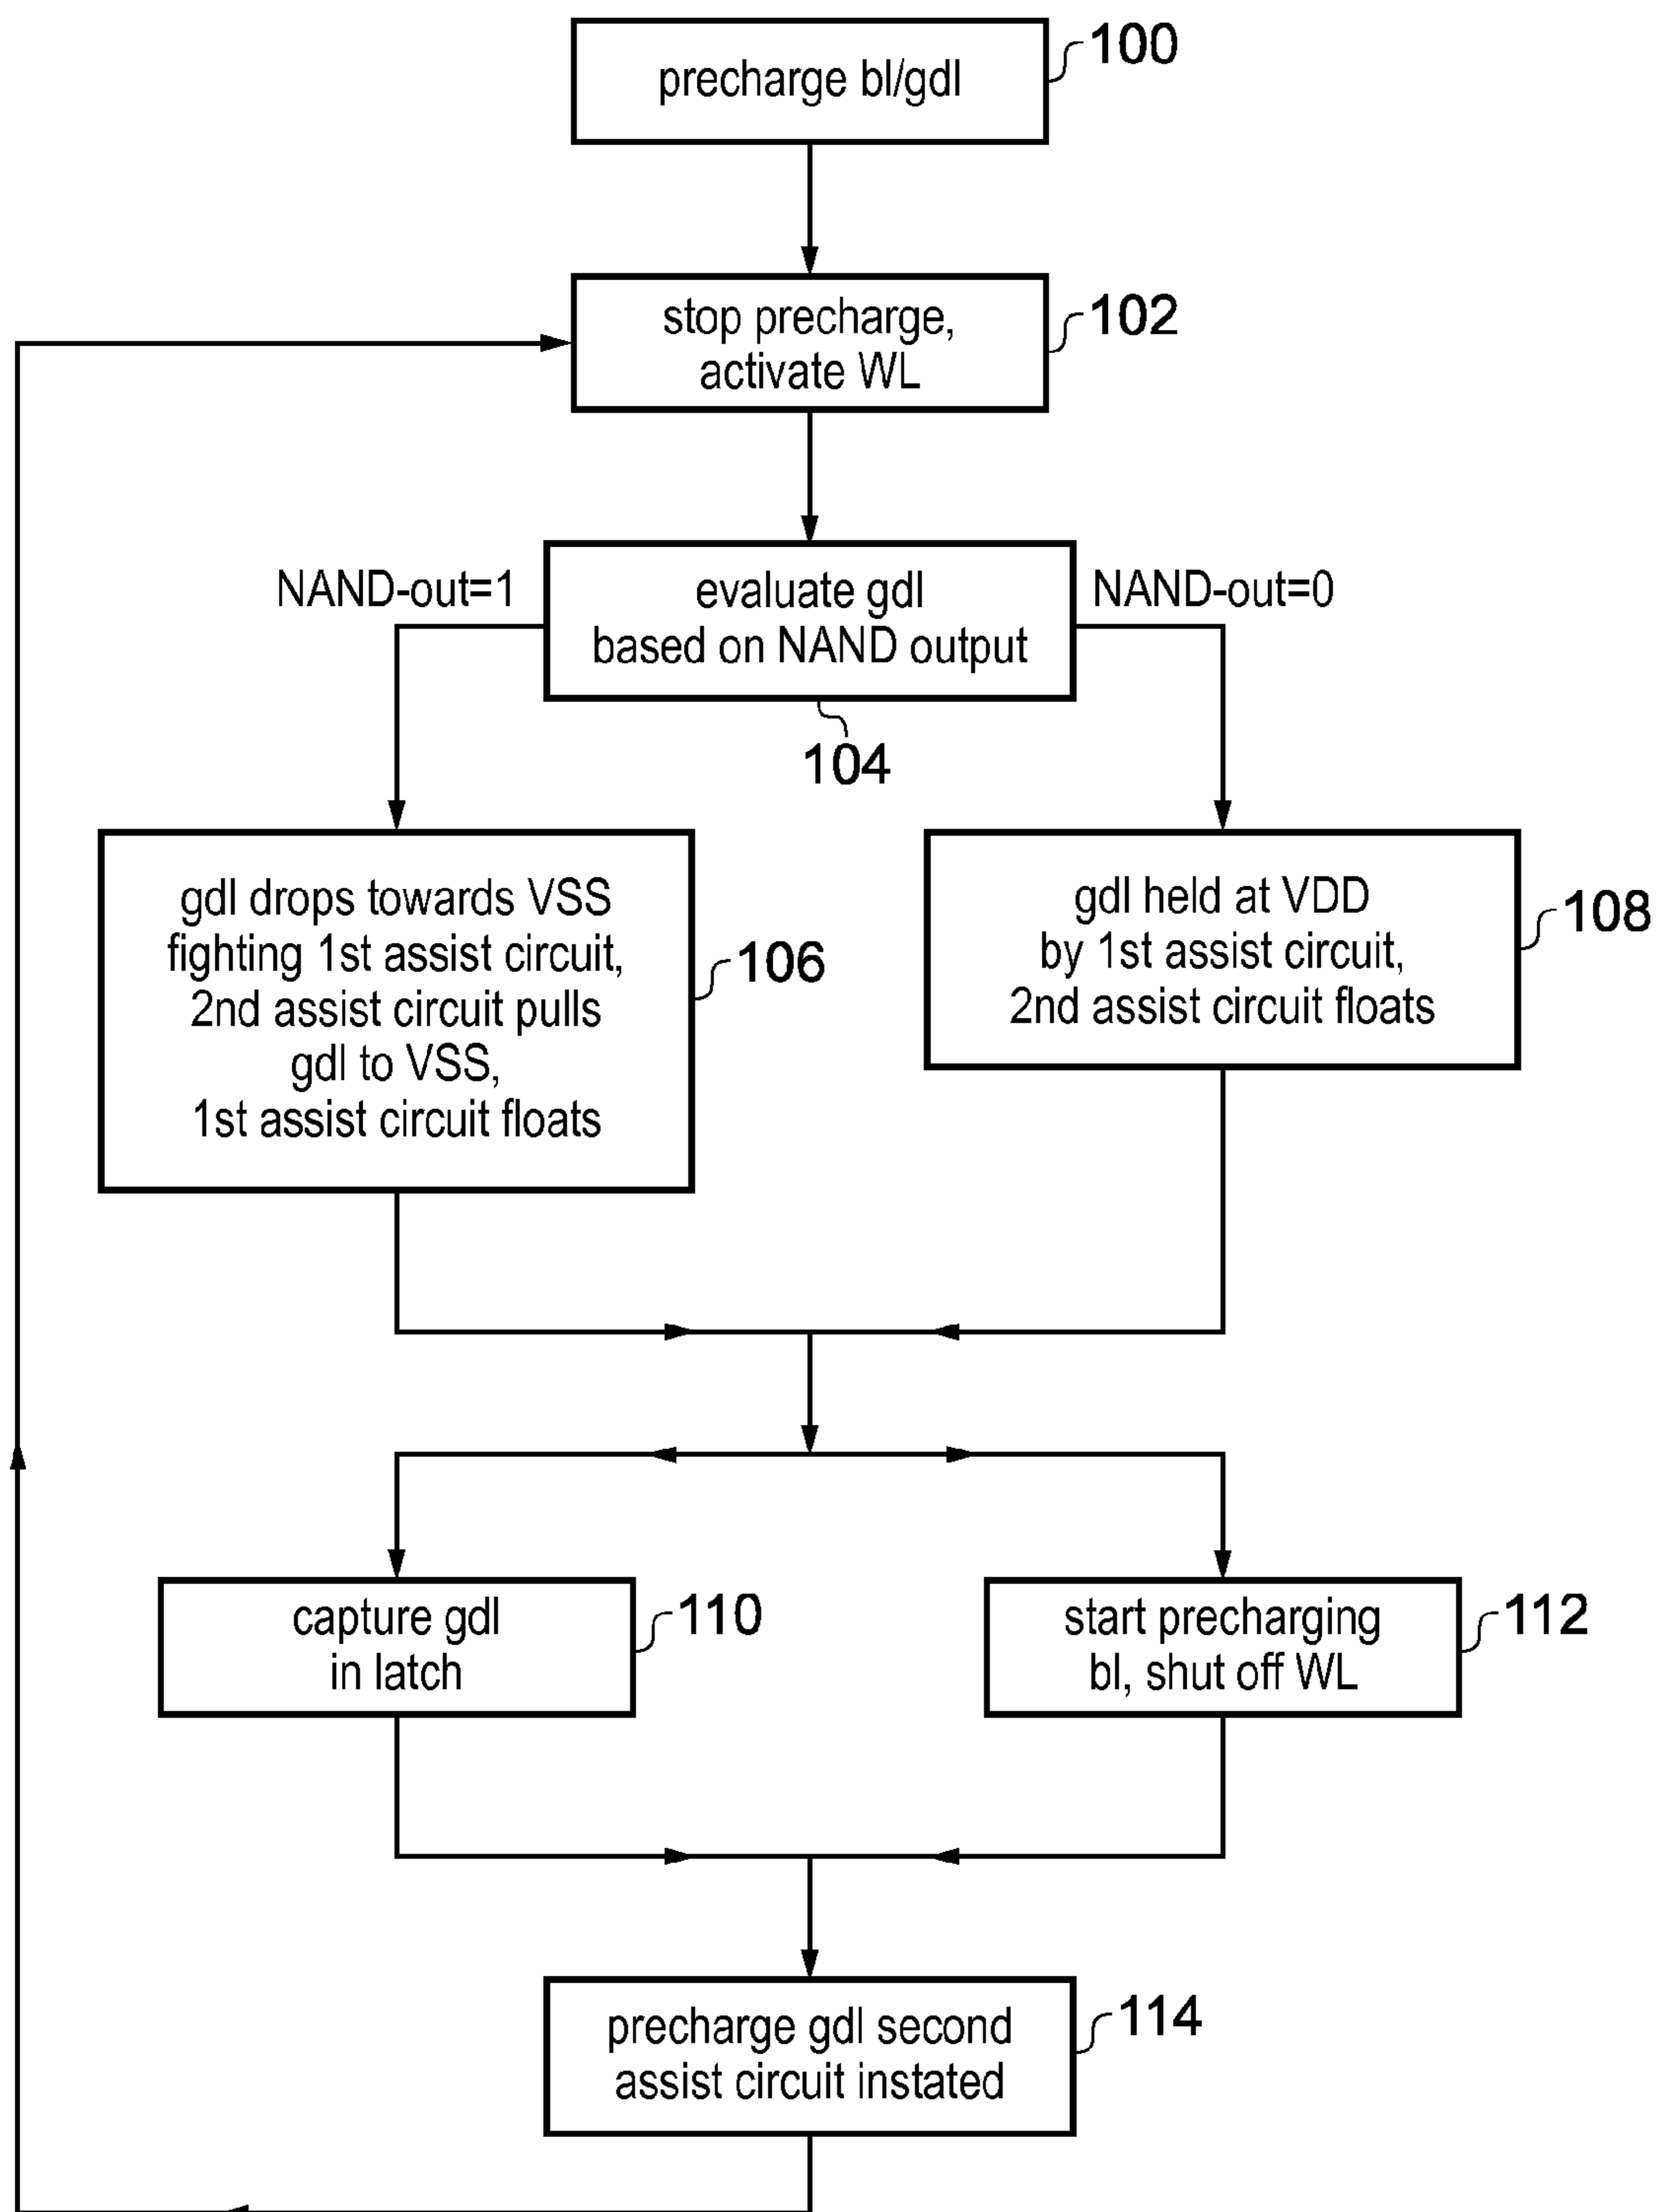 precharge bl/gdl
100
stop precharge,
activate WL
102
NAND-out=1
evaluate gdl
based on NAND output
NAND-out=0
104
gdl drops towards VSS
fighting 1st assist circuit,
2nd assist circuit pulls
gdl to VSS,
1st assist circuit floats
106
gdl held at VDD
by 1st assist circuit,
2nd assist circuit floats
108
capture gdl
in latch
110
start precharging
bl, shut off WL
112
precharge gdl second
assist circuit instated
114